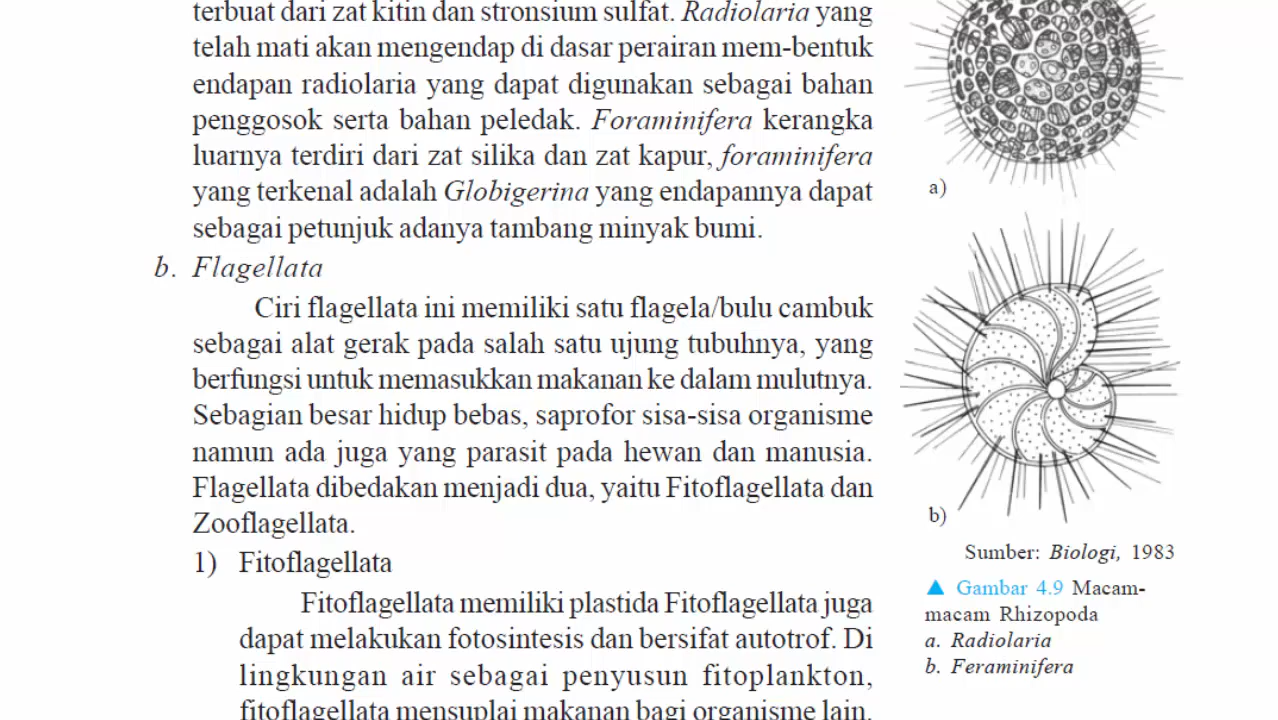 terbuat dari zat kitin dan stronsium sulfat. Radiolaria yang
telah mati akan mengendap di dasar perairan mem-bentuk
endapan radiolaria yang dapat digunakan sebagai bahan
penggosok serta bahan peledak. Foraminifera kerangka
luarnya terdiri dari zat silika dan zat kapur, foraminifera
yang terkenal adalah Globigerina yang endapannya dapat
sebagai petunjuk adanya tambang minyak bumi.
b. Flagellata
Ciri flagellata ini memiliki satu flagela/bulu cambuk
sebagai alat gerak pada salah satu ujung tubuhnya, yang
berfungsi untuk memasukkan makanan ke dalam mulutnya.
Sebagian besar hidup bebas, saprofor sisa-sisa organisme
namun ada juga yang parasit pada hewan dan manusia.
Flagellata dibedakan menjadi dua, yaitu Fitoflagellata dan
Zooflagellata.
1) Fitoflagellata
Fitoflagellata memiliki plastida Fitoflagellata juga
dapat melakukan fotosintesis dan bersifat autotrof. Di
lingkungan air sebagai penyusun fitoplankton,
fitoflagellata mensuplai makanan bagi organisme lain.
a)
b)
Sumber: Biologi, 1983
▲ Gambar 4.9 Macam-
macam Rhizopoda
a. Radiolaria
b. Feraminifera